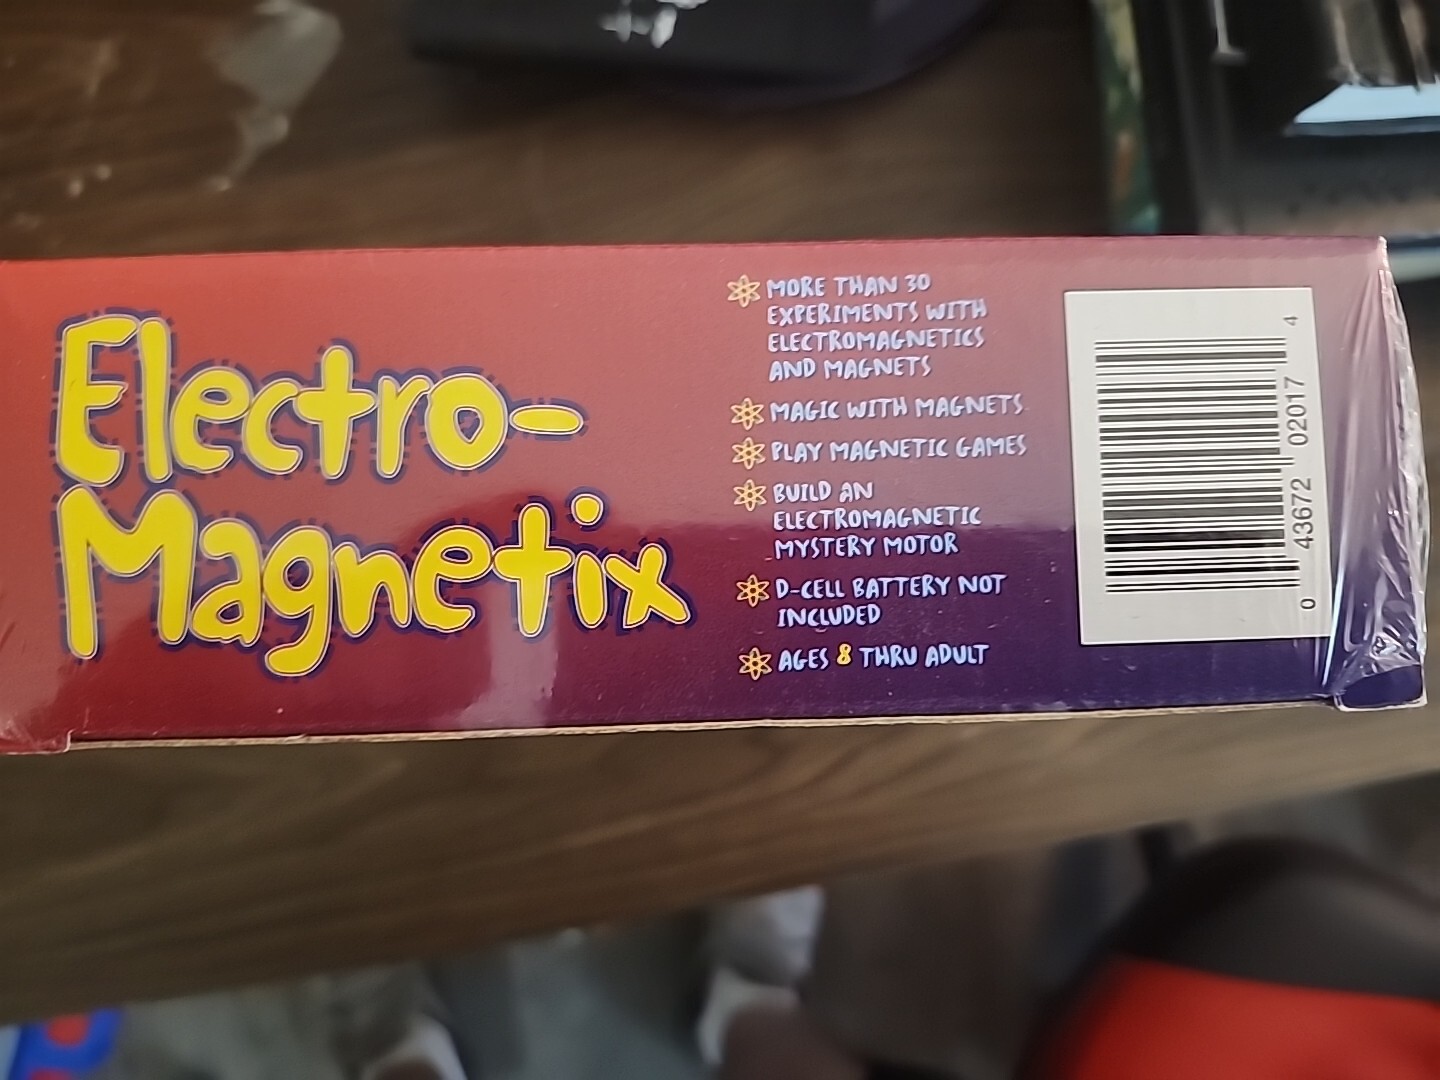 Electro-
Magnetix
MORE THAN 30
EXPERIMENTS WITH
ELECTROMAGNETICS
AND MAGNETS
MAGIC WITH MAGNETS
PLAY MAGNETIC GAMES
BUILD AN
ELECTROMAGNETIC
MYSTERY MOTOR
D-CELL BATTERY NOT
INCLUDED
AGES 8 THRU ADULT
0 43672 02017 4